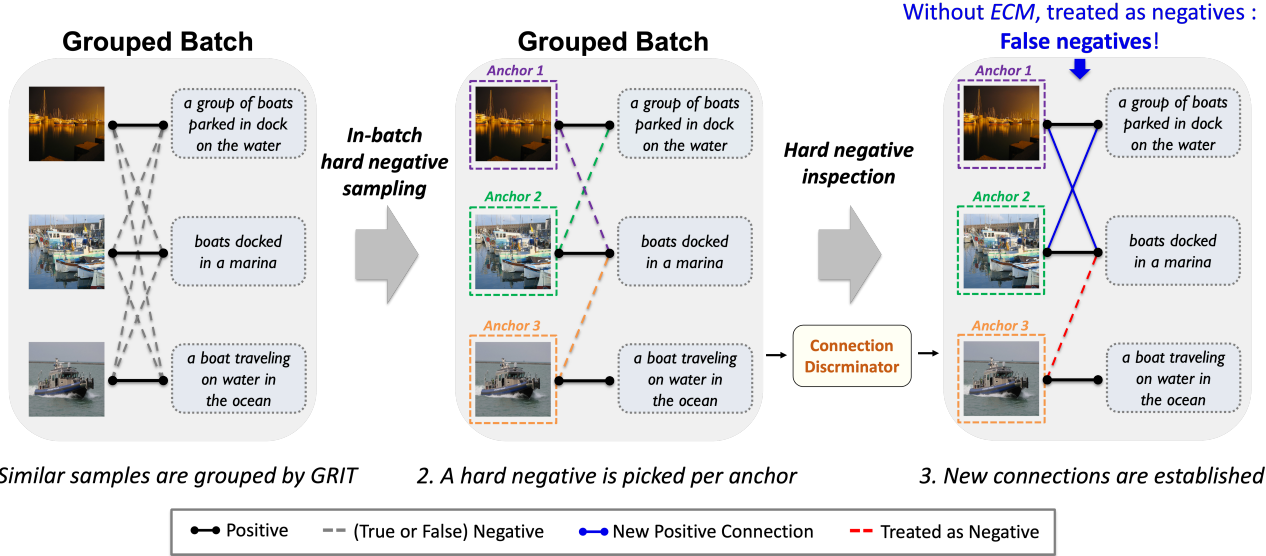 Without ECM, treated as negatives :
False negatives!
Grouped Batch
Grouped Batch
a group of boats
parked in dock
on the water
boats docked
in a marina
a boat traveling
on water in
the ocean
In-batch
hard negative
sampling
Anchor 1
Anchor 2
Anchor 3
a group of boats
parked in dock
on the water
boats docked
in a marina
a boat traveling
on water in
the ocean
Hard negative
inspection
Connection
Discrminator
Anchor 1
Anchor 2
Anchor 3
a group of boats
parked in dock
on the water
boats docked
in a marina
a boat traveling
on water in
the ocean
Similar samples are grouped by GRIT
2. A hard negative is picked per anchor
3. New connections are established
Positive
(True or False) Negative
New Positive Connection
Treated as Negative